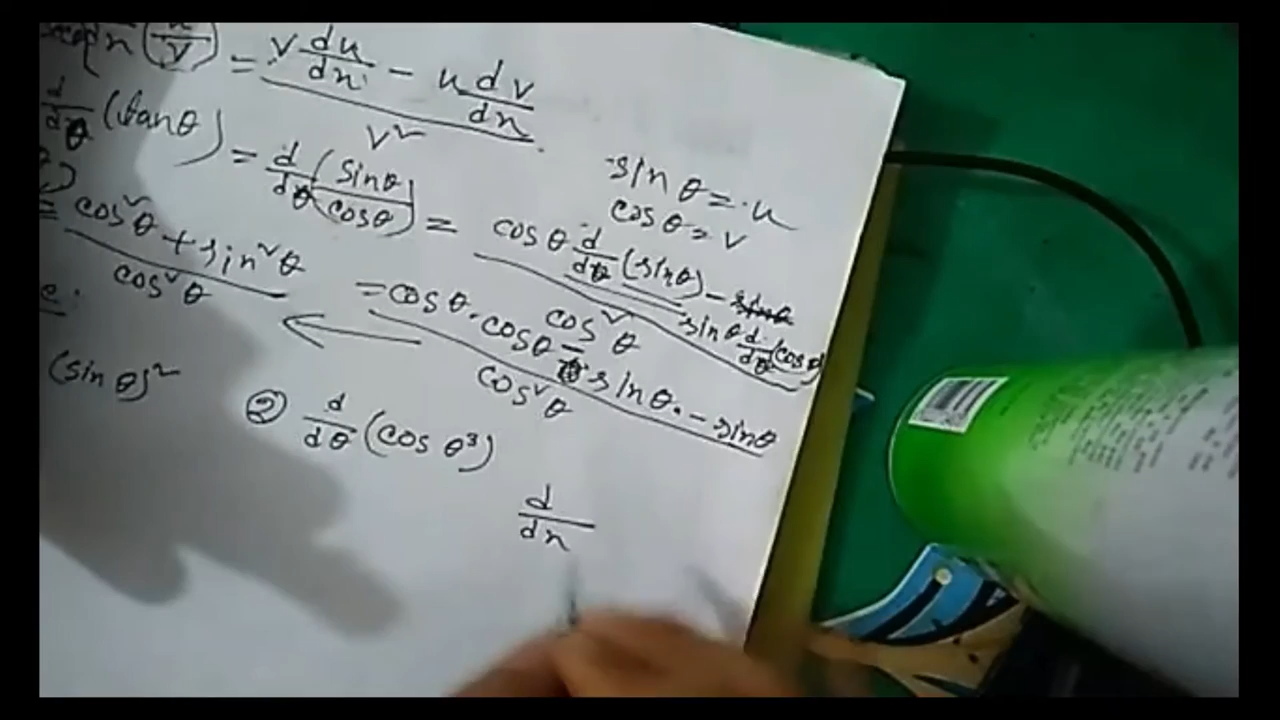 (u/v) = (v du/dx - u dv/dx) / v²
d/dθ (tanθ) = d/dθ (sinθ/cosθ) = (cosθ d/dθ (sinθ) - sinθ d/dθ (cosθ)) / cos²θ
sinθ = u
cosθ = v
= (cosθ.cosθ - sinθ.-sinθ) / cos²θ
= (cos²θ + sin²θ) / cos²θ
(sin θ)²
② d/dθ (cos θ³)
d/dx